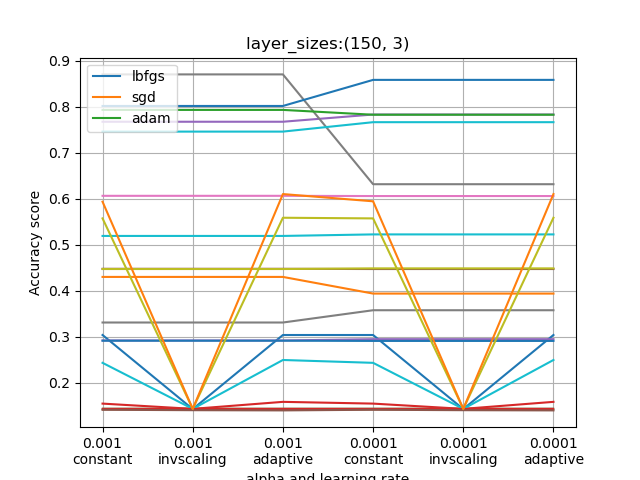 layer_sizes:(150, 3)
lbfgs
sgd
adam
Accuracy score
0.9
0.8
0.7
0.6
0.5
0.4
0.3
0.2
0.001 0.001 0.001 0.0001 0.0001 0.0001
constant invscaling adaptive constant invscaling adaptive
alpha and learning rate